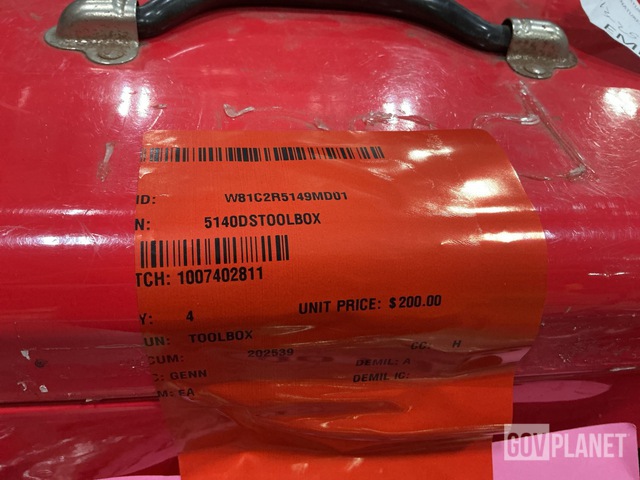 ID: W81C2R5149MD01
N: 5140DSTOOLBOX
TCH: 1007402811
Y: 4 UNIT PRICE: $200.00
UN: TOOLBOX
CUM: 202539 CC: H
C: GENN DEMIL: A
M: EA DEMIL IC:
GOVPLANET